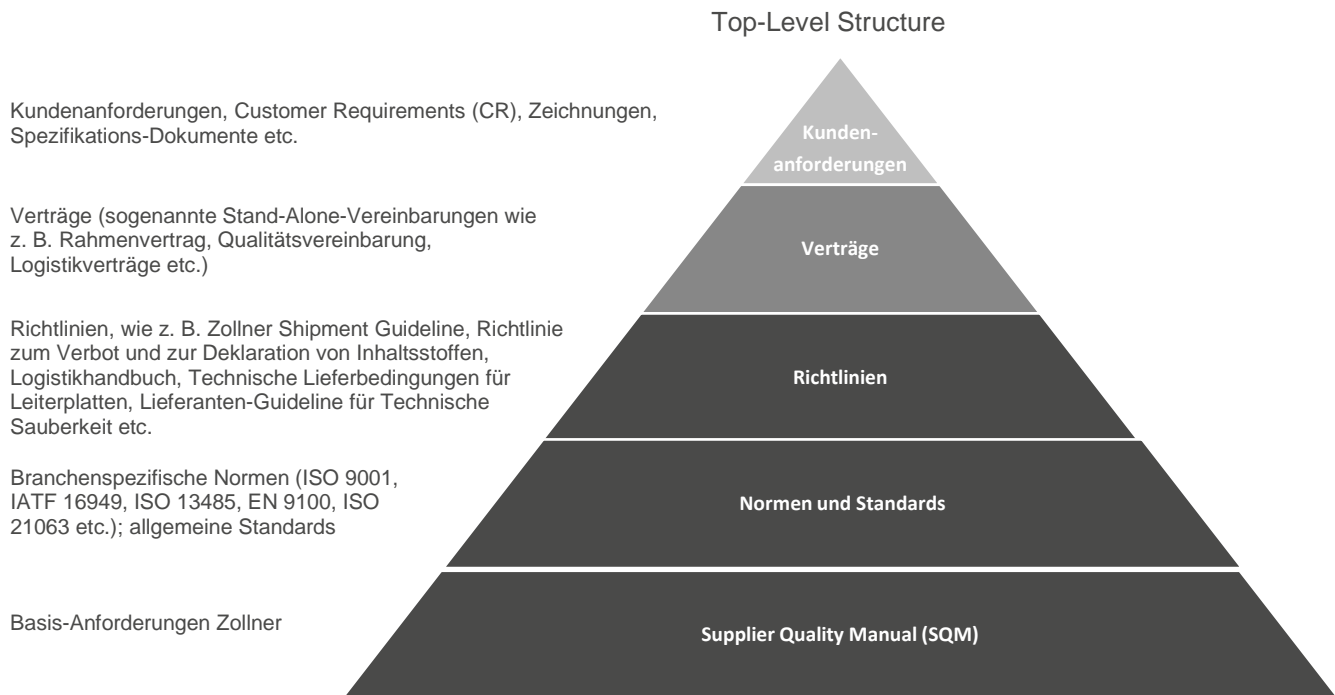 Top-Level Structure
Kundenanforderungen, Customer Requirements (CR), Zeichnungen,
Spezifikations-Dokumente etc.
Kunden-
anforderungen
Verträge (sogenannte Stand-Alone-Vereinbarungen wie
z. B. Rahmenvertrag, Qualitätsvereinbarung,
Logistikverträge etc.)
Verträge
Richtlinien, wie z. B. Zollner Shipment Guideline, Richtlinie
zum Verbot und zur Deklaration von Inhaltsstoffen,
Logistikhandbuch, Technische Lieferbedingungen für
Leiterplatten, Lieferanten-Guideline für Technische
Sauberkeit etc.
Richtlinien
Branchenspezifische Normen (ISO 9001,
IATF 16949, ISO 13485, EN 9100, ISO
21063 etc.); allgemeine Standards
Normen und Standards
Basis-Anforderungen Zollner
Supplier Quality Manual (SQM)